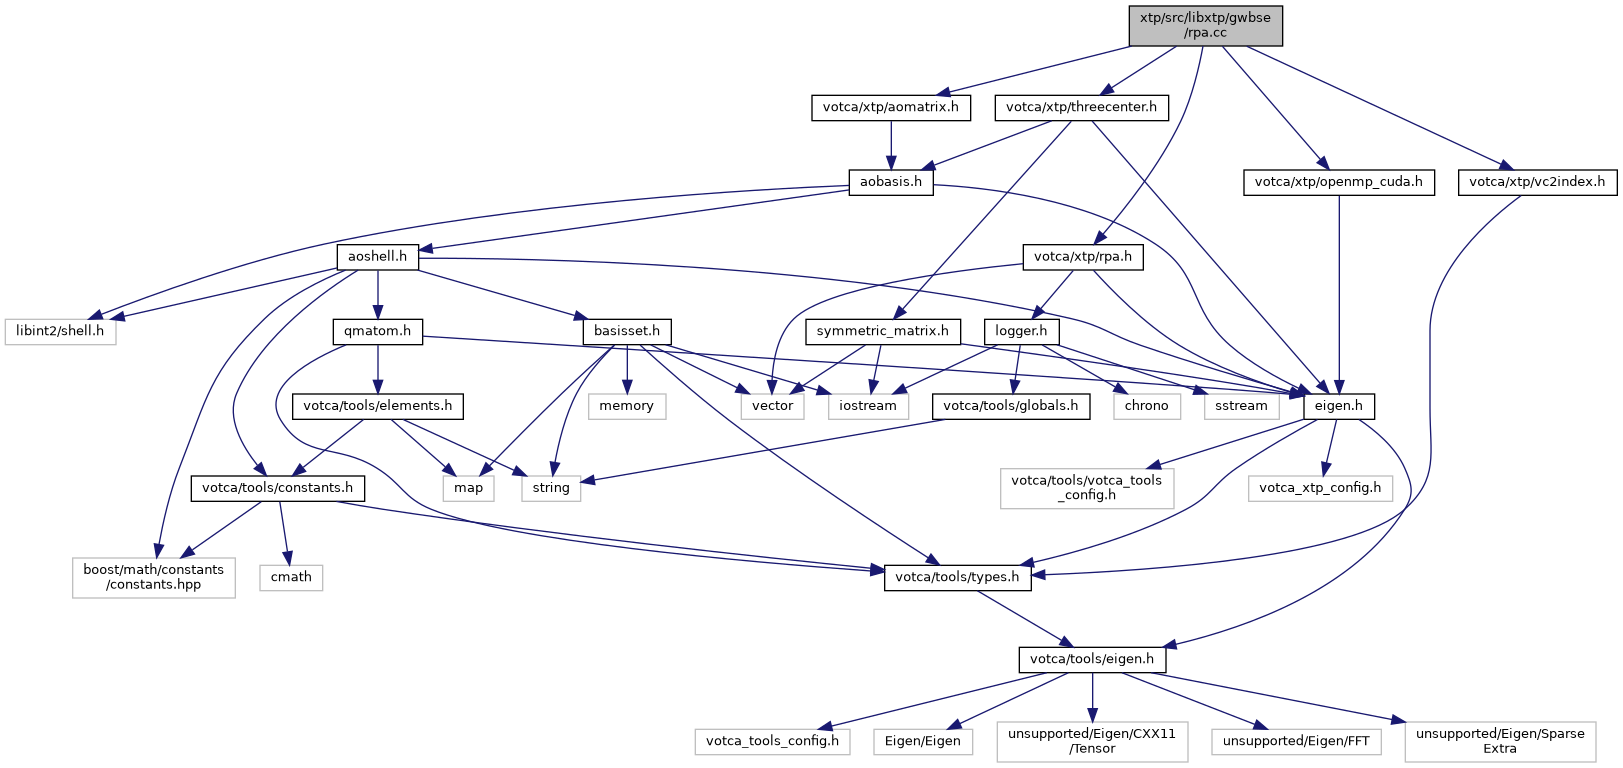 xtp/src/libxtp/gwbse
/rpa.cc
votca/xtp/aomatrix.h
votca/xtp/threecenter.h
aobasis.h
votca/xtp/openmp_cuda.h
votca/xtp/vc2index.h
aoshell.h
votca/xtp/rpa.h
libint2/shell.h
qmatom.h
basisset.h
symmetric_matrix.h
logger.h
votca/tools/elements.h
memory
vector
iostream
votca/tools/globals.h
chrono
sstream
eigen.h
votca/tools/constants.h
map
string
votca/tools/votca_tools
_config.h
votca_xtp_config.h
boost/math/constants
/constants.hpp
cmath
votca/tools/types.h
votca/tools/eigen.h
votca_tools_config.h
Eigen/Eigen
unsupported/Eigen/CXX11
/Tensor
unsupported/Eigen/FFT
unsupported/Eigen/Sparse
Extra